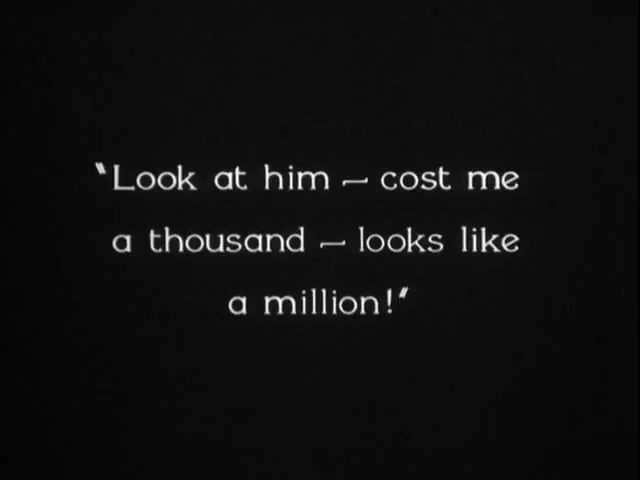 "Look at him — cost me
a thousand — looks like
a million!"